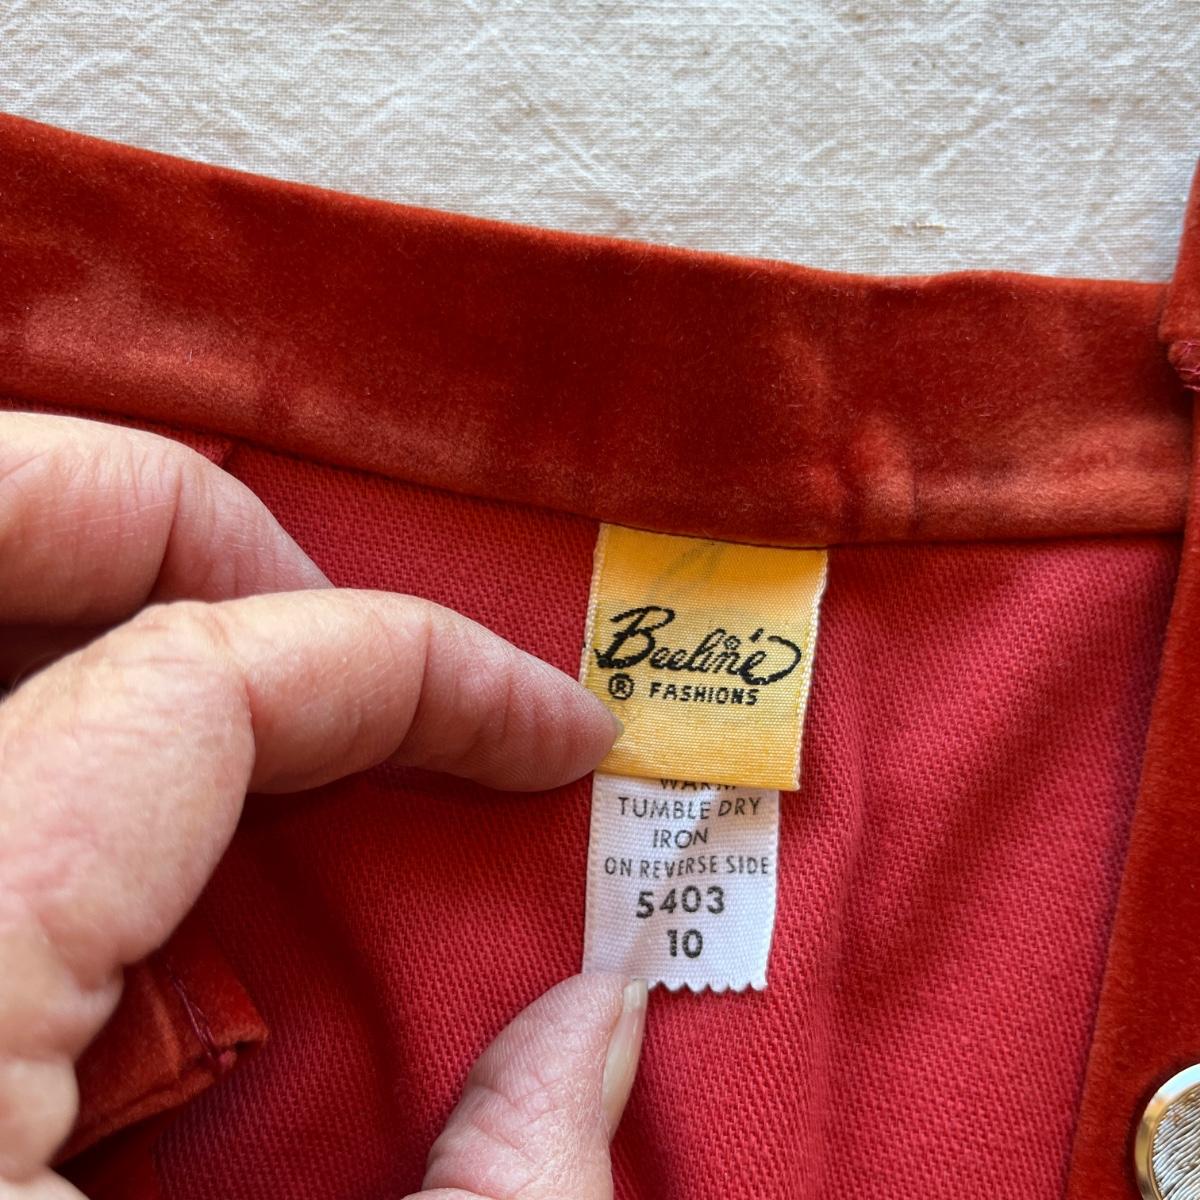 Beeline®
® FASHIONS
WARM
TUMBLE DRY
IRON
ON REVERSE SIDE
5403
10